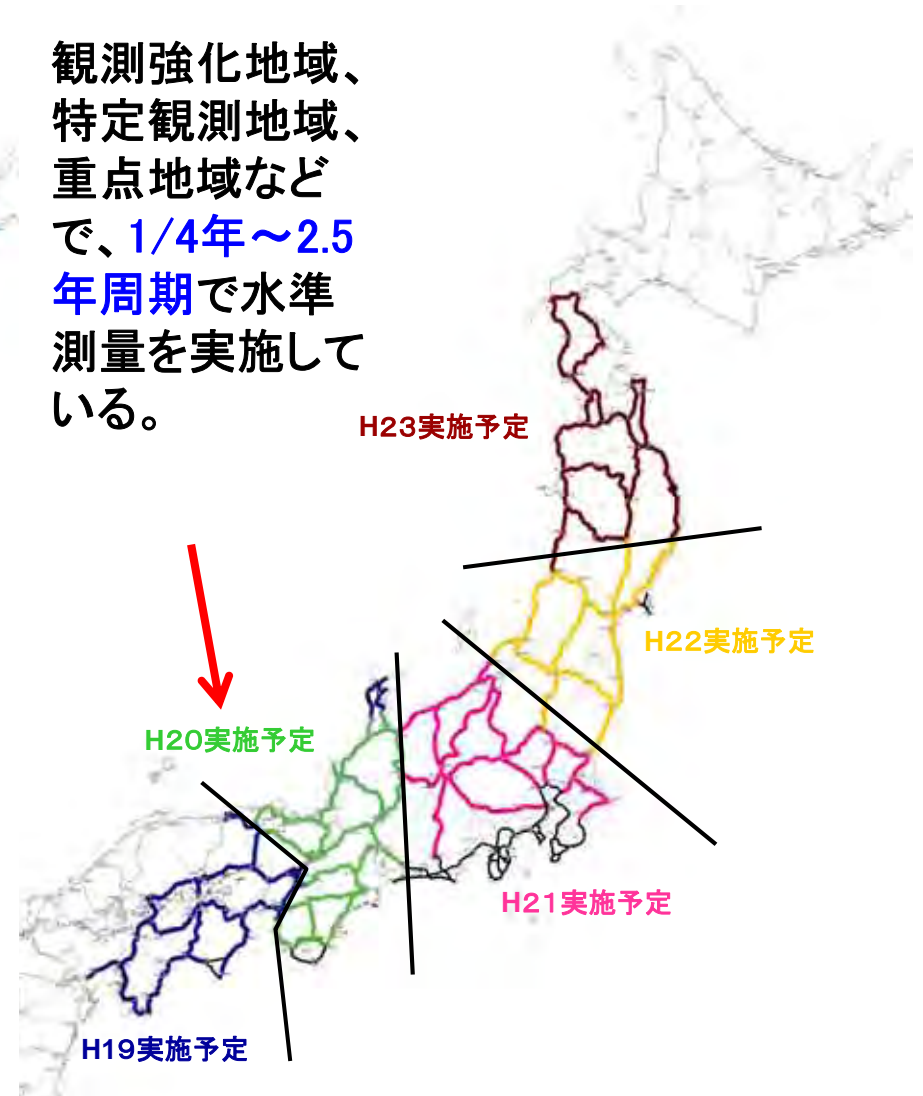 観測強化地域、
特定観測地域、
重点地域など
で、1/4年～2.5
年周期で水準
測量を実施して
いる。
H23実施予定
H22実施予定
H20実施予定
H21実施予定
H19実施予定